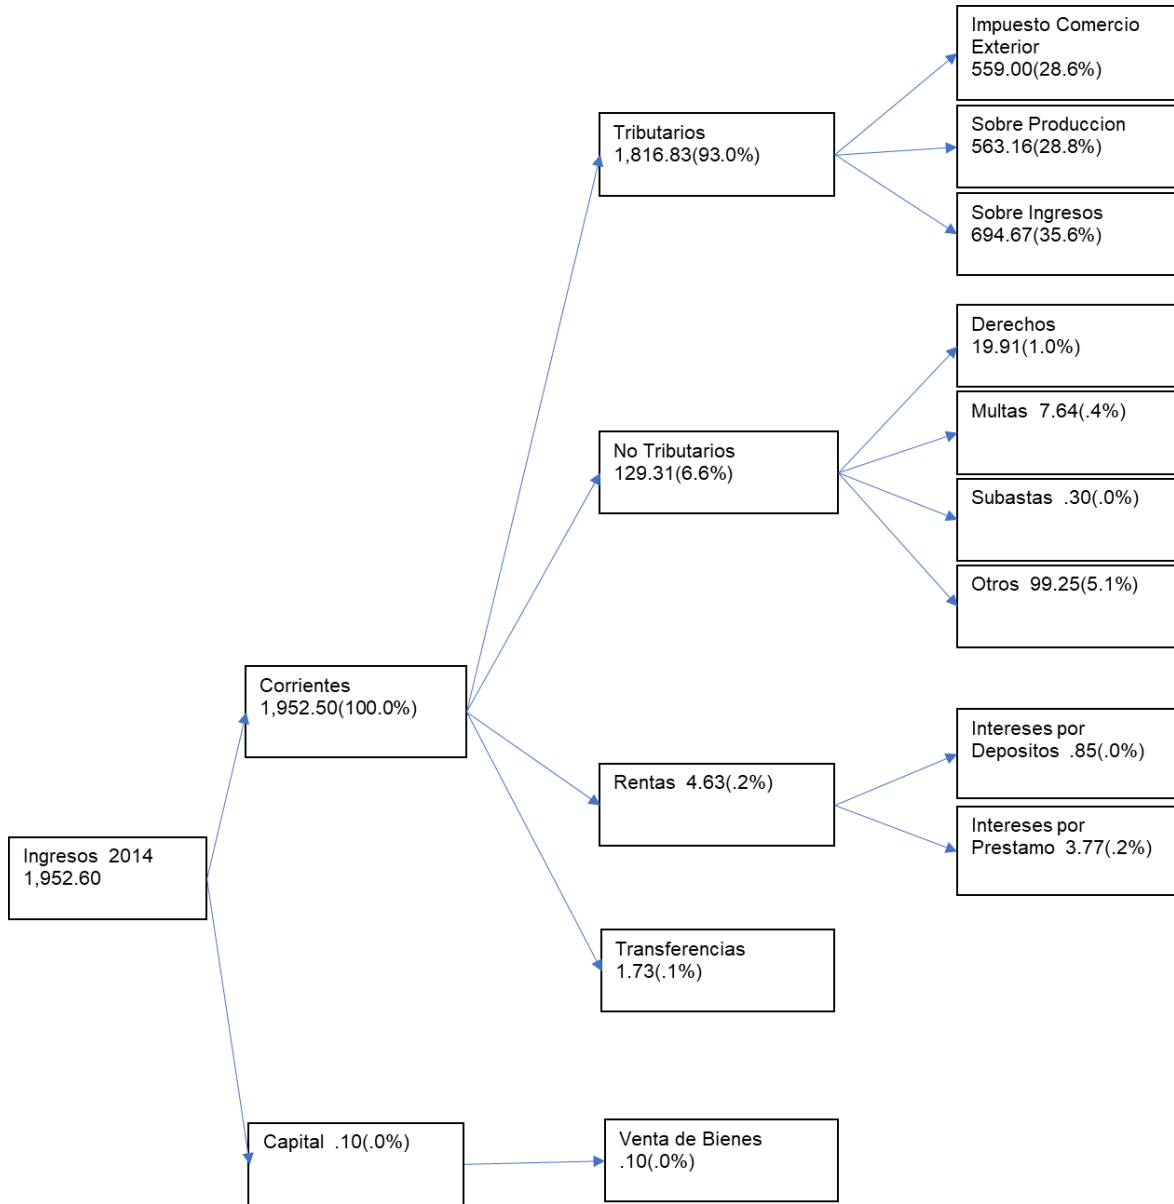 Impuesto Comercio
Exterior
559.00(28.6%)
Tributarios
1,816.83(93.0%)
Sobre Produccion
563.16(28.8%)
Sobre Ingresos
694.67(35.6%)
Derechos
19.91(1.0%)
Multas  7.64(.4%)
No Tributarios
129.31(6.6%)
Subastas  .30(.0%)
Otros  99.25(5.1%)
Corrientes
1,952.50(100.0%)
Intereses por
Depositos  .85(.0%)
Rentas  4.63(.2%)
Intereses por
Prestamo  3.77(.2%)
Ingresos  2014
1,952.60
Transferencias
1.73(.1%)
Capital  .10(.0%)
Venta de Bienes
.10(.0%)